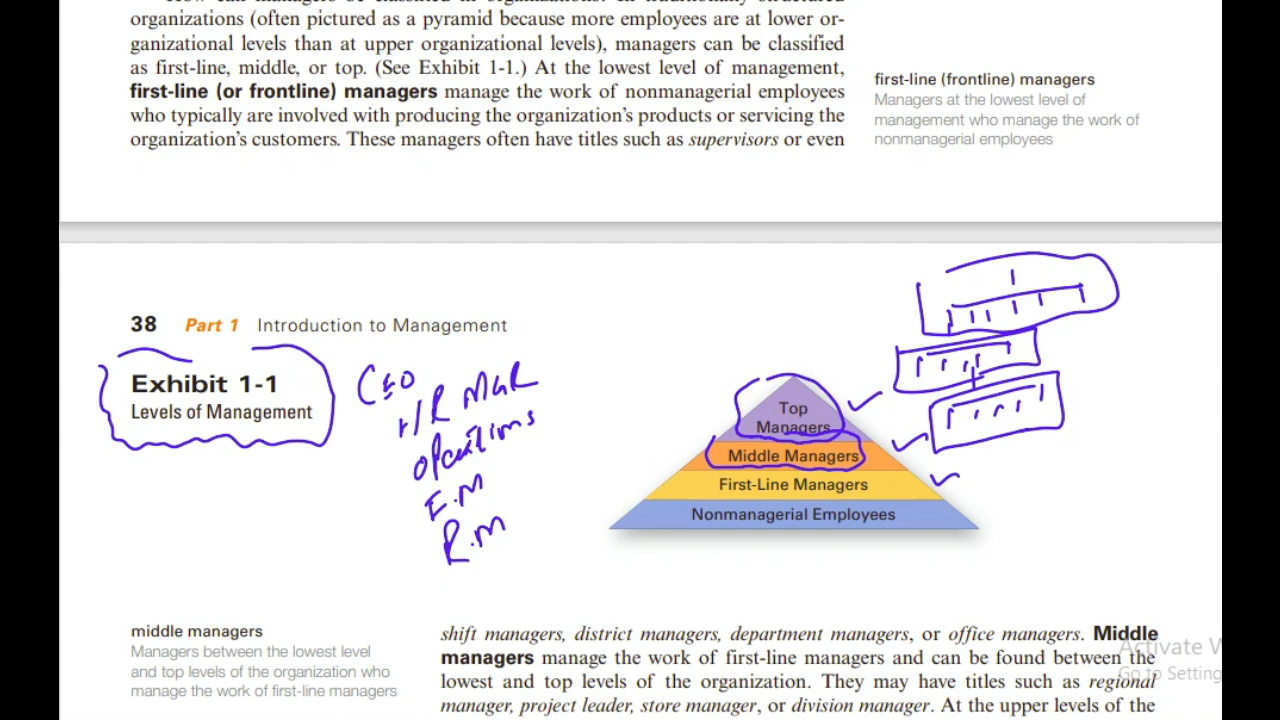 organizations (often pictured as a pyramid because more employees are at lower or-
ganizational levels than at upper organizational levels), managers can be classified
as first-line, middle, or top. (See Exhibit 1-1.) At the lowest level of management,
first-line (or frontline) managers manage the work of nonmanagerial employees
who typically are involved with producing the organization's products or servicing the
organization's customers. These managers often have titles such as supervisors or even
first-line (frontline) managers
Managers at the lowest level of
management who manage the work of
nonmanagerial employees
38 Part 1 Introduction to Management
Exhibit 1-1
Levels of Management
CEO
H/R MGR
Operations
E.M
R.M
Top
Managers
Middle Managers
First-Line Managers
Nonmanagerial Employees
middle managers
Managers between the lowest level
and top levels of the organization who
manage the work of first-line managers
shift managers, district managers, department managers, or office managers. Middle
managers manage the work of first-line managers and can be found between the
lowest and top levels of the organization. They may have titles such as regional
manager, project leader, store manager, or division manager. At the upper levels of the
Activate W
Go to Setting